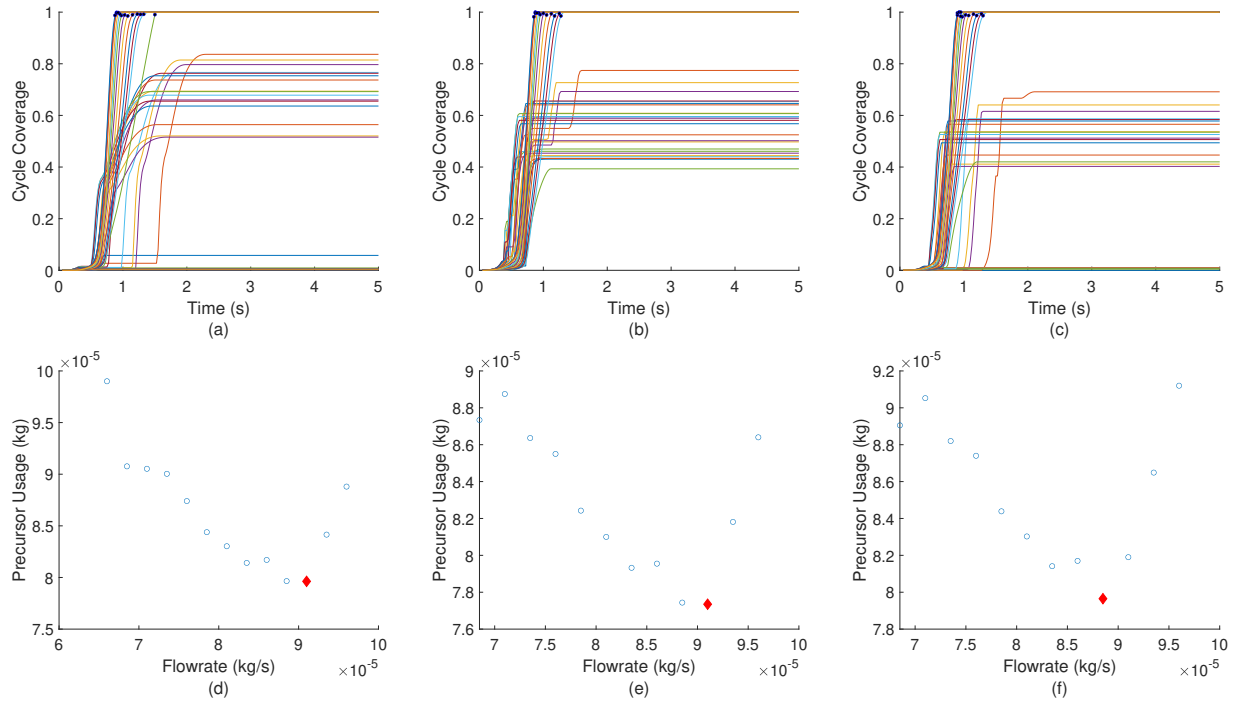 1
0.8
0.6
0.4
0.2
0
Cycle Coverage
0 1 2 3 4 5
Time (s)
(a)
1
0.8
0.6
0.4
0.2
0
Cycle Coverage
0 1 2 3 4 5
Time (s)
(b)
1
0.8
0.6
0.4
0.2
0
Cycle Coverage
0 1 2 3 4 5
Time (s)
(c)
×10⁻⁵
10
9.5
9
8.5
8
7.5
Precursor Usage (kg)
6 7 8 9 10
Flowrate (kg/s)
×10⁻⁵
(d)
×10⁻⁵
9
8.8
8.6
8.4
8.2
8
7.8
7.6
Precursor Usage (kg)
7 7.5 8 8.5 9 9.5 10
Flowrate (kg/s)
×10⁻⁵
(e)
×10⁻⁵
9.2
9
8.8
8.6
8.4
8.2
8
7.8
Precursor Usage (kg)
7 7.5 8 8.5 9 9.5 10
Flowrate (kg/s)
×10⁻⁵
(f)